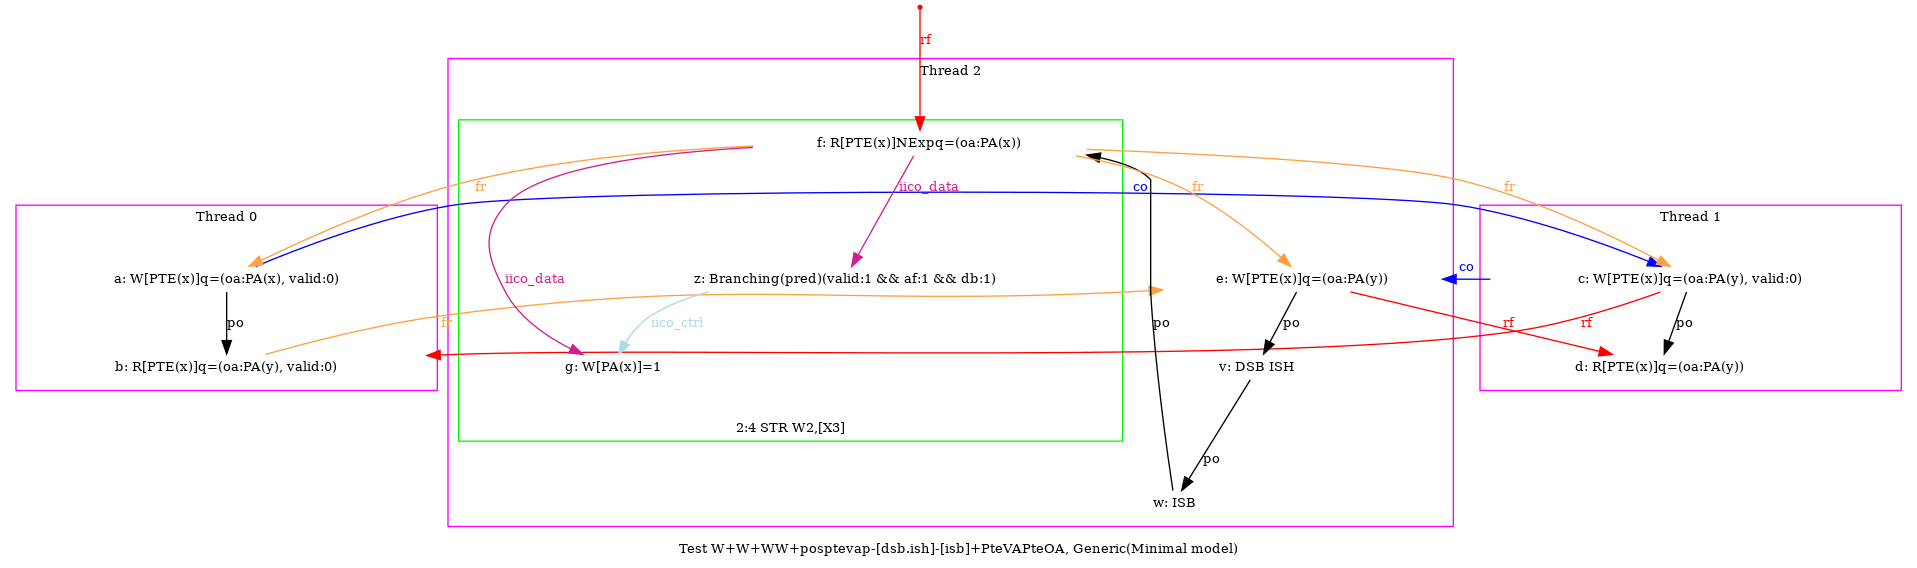 rf
Thread 2
f: R[PTE(x)]NExpq=(oa:PA(x))
fr
iico_data
co
fr
fr
Thread 0
Thread 1
a: W[PTE(x)]q=(oa:PA(x), valid:0)
iico_data
z: Branching(pred)(valid:1 && af:1 && db:1)
e: W[PTE(x)]q=(oa:PA(y))
co
c: W[PTE(x)]q=(oa:PA(y), valid:0)
po
fr
iico_ctrl
po
po
rf
rf
po
b: R[PTE(x)]q=(oa:PA(y), valid:0)
g: W[PA(x)]=1
v: DSB ISH
d: R[PTE(x)]q=(oa:PA(y))
2:4 STR W2,[X3]
po
w: ISB
Test W+W+WW+posptevap-[dsb.ish]-[isb]+PteVAPteOA, Generic(Minimal model)